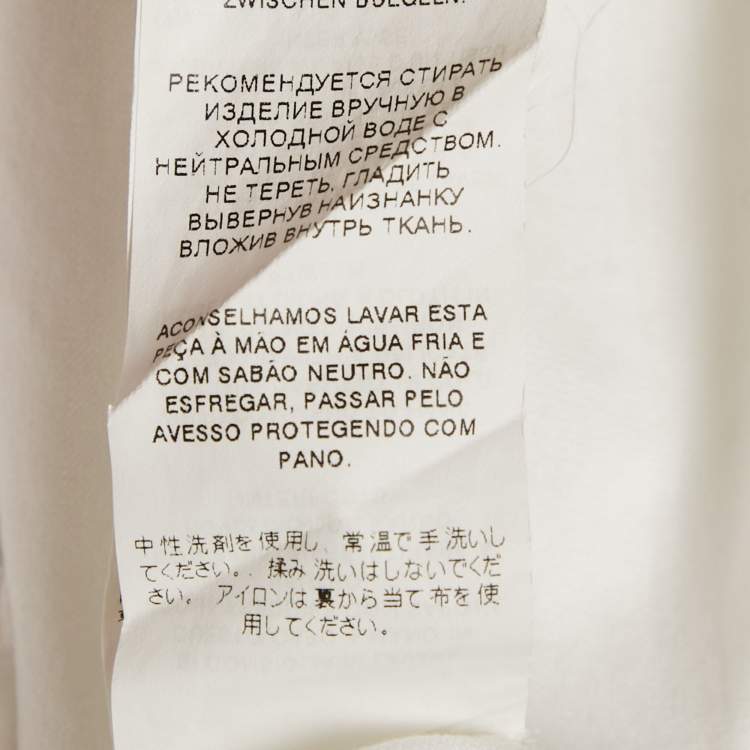 ZWISCHEN BUEGELN.
РЕКОМЕНДУЕТСЯ СТИРАТЬ
ИЗДЕЛИЕ ВРУЧНУЮ В
ХОЛОДНОЙ ВОДЕ С
НЕЙТРАЛЬНЫМ СРЕДСТВОМ.
НЕ ТЕРЕТЬ. ГЛАДИТЬ
ВЫВЕРНУВ НАИЗНАНКУ
ВЛОЖИВ ВНУТРЬ ТКАНЬ.
ACONSELHAMOS LAVAR ESTA
PEÇA À MÃO EM ÁGUA FRIA E
COM SABÃO NEUTRO. NÃO
ESFREGAR, PASSAR PELO
AVESSO PROTEGENDO COM
PANO.
中性洗剤を使用し、常温で手洗いし
てください。. 揉み洗いはしないでくだ
さい。 アイロンは裏から当て布を使
用してください。